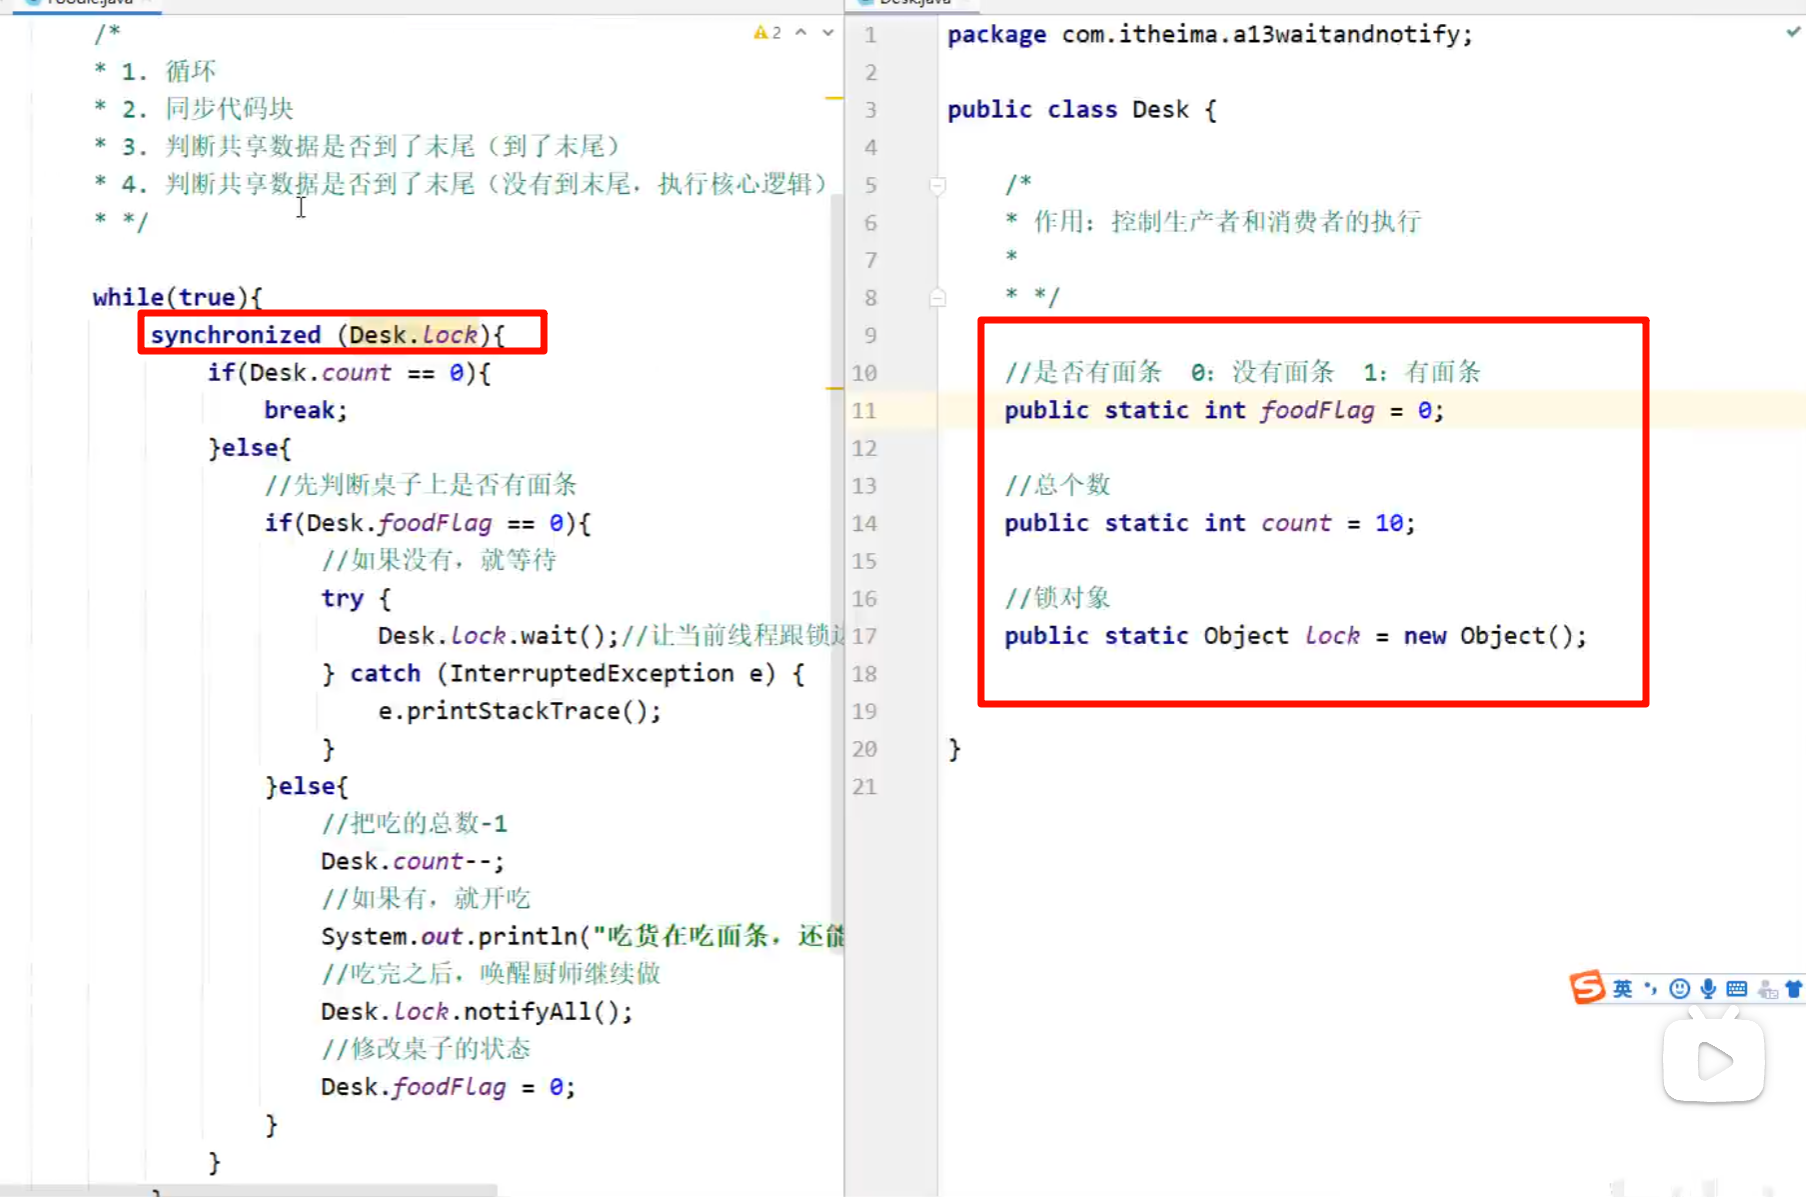 /*
* 1. 循环
* 2. 同步代码块
* 3. 判断共享数据是否到了末尾（到了末尾）
* 4. 判断共享数据是否到了末尾（没有到末尾，执行核心逻辑）
* */
while(true){
synchronized (Desk.lock){
if(Desk.count == 0){
break;
}else{
//先判断桌子上是否有面条
if(Desk.foodFlag == 0){
//如果没有，就等待
try {
Desk.lock.wait();//让当前线程跟锁
} catch (InterruptedException e) {
e.printStackTrace();
}
}else{
//把吃的总数-1
Desk.count--;
//如果有，就开吃
System.out.println("吃货在吃面条，还能
//吃完之后，唤醒厨师继续做
Desk.lock.notifyAll();
//修改桌子的状态
Desk.foodFlag = 0;
}
}
2
1 package com.itheima.a13waitandnotify;
2
3 public class Desk {
4
5 /*
6 * 作用：控制生产者和消费者的执行
7 *
8 * */
9
10 //是否有面条 0：没有面条 1：有面条
11 public static int foodFlag = 0;
12
13 //总个数
14 public static int count = 10;
15
16 //锁对象
17 public static Object lock = new Object();
18
19
20 }
21
英